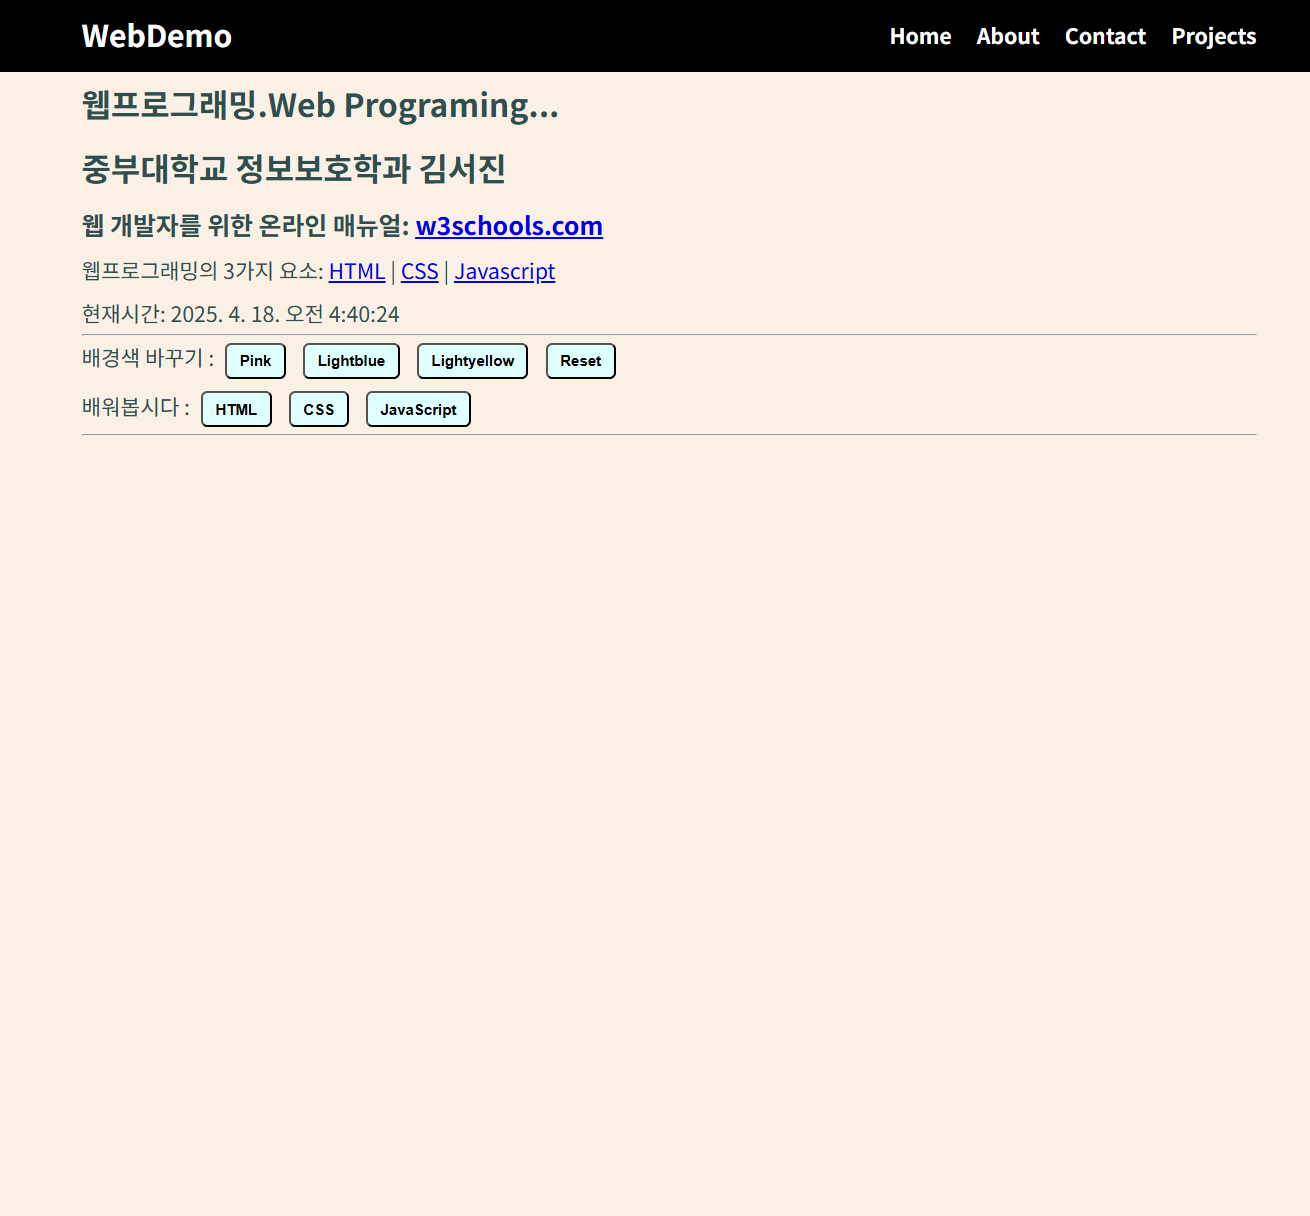 WebDemo Home About Contact Projects
웹프로그래밍.Web Programing...
중부대학교 정보보호학과 김서진
웹 개발자를 위한 온라인 매뉴얼: w3schools.com
웹프로그래밍의 3가지 요소: HTML | CSS | Javascript
현재시간: 2025. 4. 18. 오전 4:40:24
배경색 바꾸기 : Pink Lightblue Lightyellow Reset
배워봅시다 : HTML CSS JavaScript